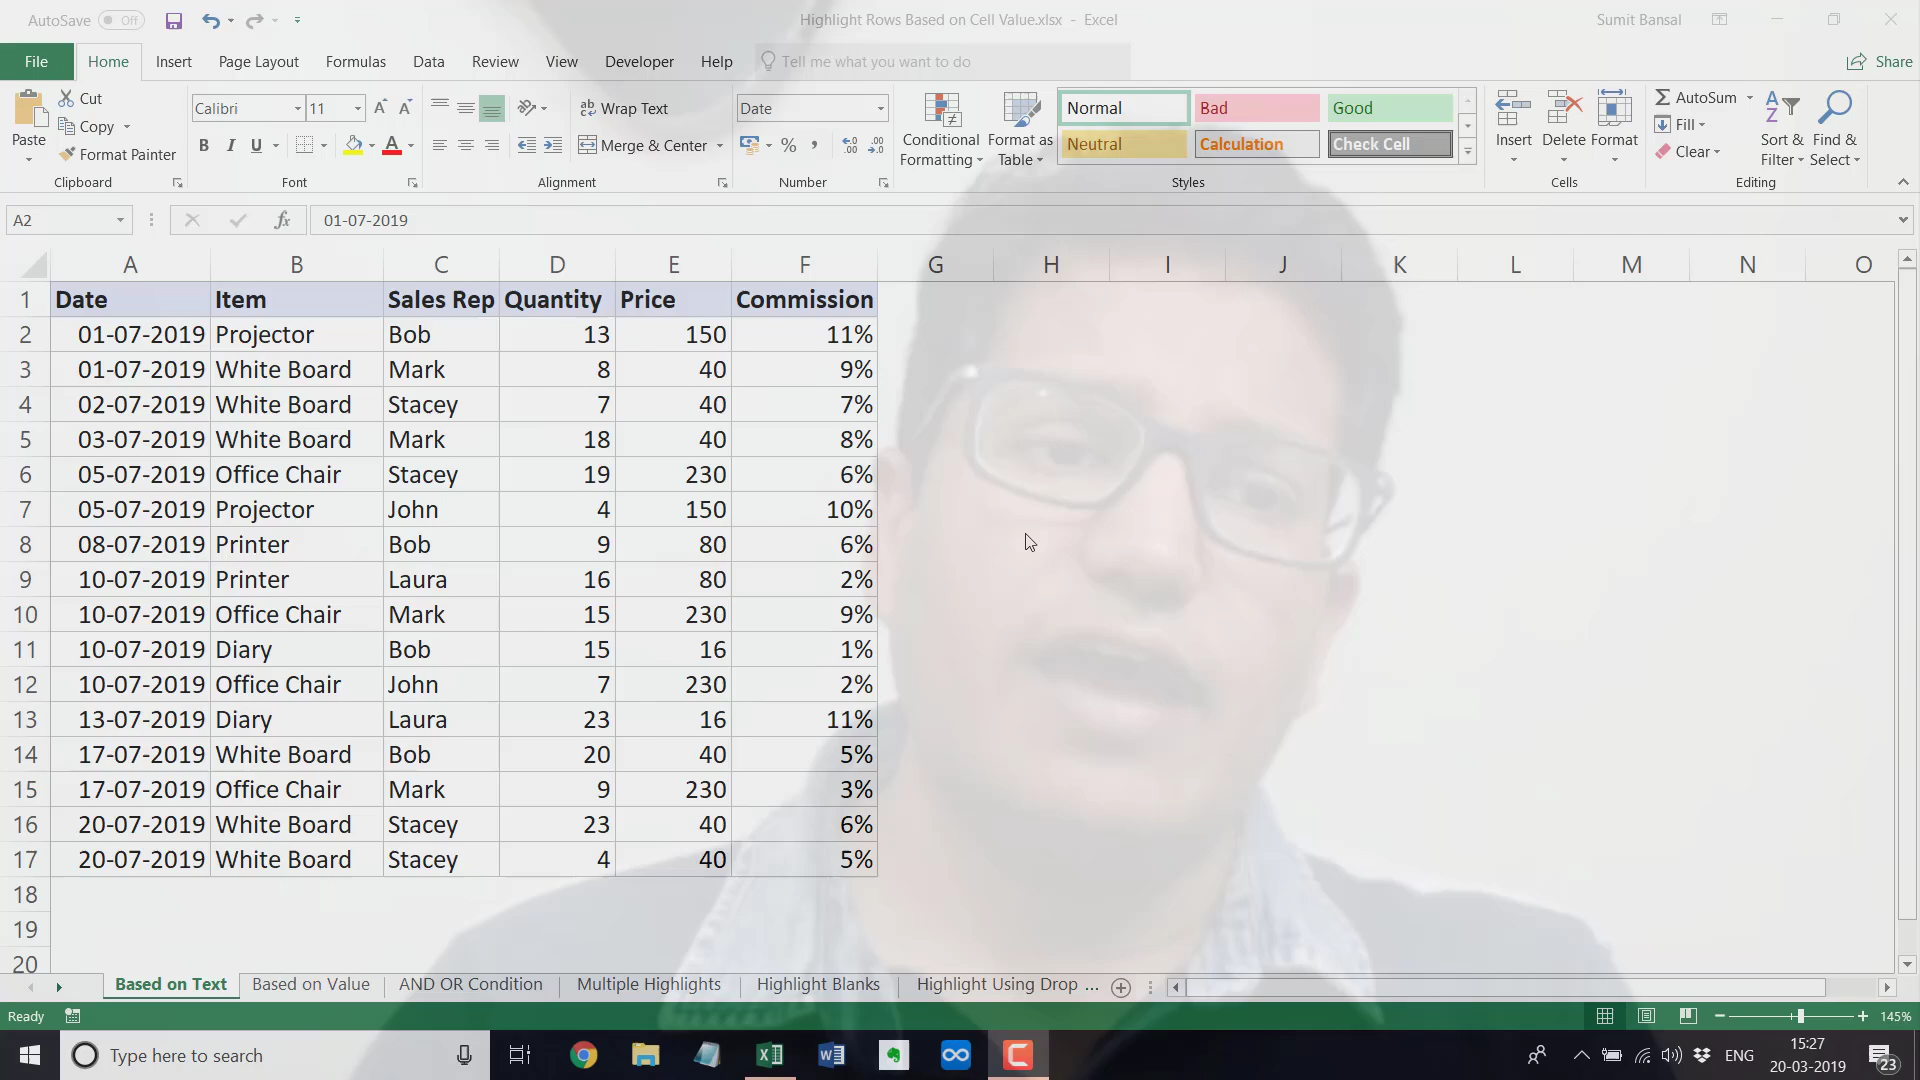 AutoSave Off
Highlight Rows Based on Cell Value.xlsx - Excel
Sumit Bansal
File Home Insert Page Layout Formulas Data Review View Developer Help Tell me what you want to do Share
Paste
Cut
Copy
Format Painter
Clipboard
Calibri 11
B I U
Font
Wrap Text
Merge & Center
Alignment
Date
%
Number
Conditional Formatting
Format as Table
Normal Bad Good
Neutral Calculation Check Cell
Styles
Insert Delete Format
Cells
AutoSum
Fill
Clear
Sort & Filter
Find & Select
Editing
A2 fx 01-07-2019
A B C D E F G H I J K L M N O
1 Date Item Sales Rep Quantity Price Commission
2 01-07-2019 Projector Bob 13 150 11%
3 01-07-2019 White Board Mark 8 40 9%
4 02-07-2019 White Board Stacey 7 40 7%
5 03-07-2019 White Board Mark 18 40 8%
6 05-07-2019 Office Chair Stacey 19 230 6%
7 05-07-2019 Projector John 4 150 10%
8 08-07-2019 Printer Bob 9 80 6%
9 10-07-2019 Printer Laura 16 80 2%
10 10-07-2019 Office Chair Mark 15 230 9%
11 10-07-2019 Diary Bob 15 16 1%
12 10-07-2019 Office Chair John 7 230 2%
13 13-07-2019 Diary Laura 23 16 11%
14 17-07-2019 White Board Bob 20 40 5%
15 17-07-2019 Office Chair Mark 9 230 3%
16 20-07-2019 White Board Stacey 23 40 6%
17 20-07-2019 White Board Stacey 4 40 5%
18
19
20
Based on Text Based on Value AND OR Condition Multiple Highlights Highlight Blanks Highlight Using Drop ...
Ready 145%
Type here to search
ENG
15:27
20-03-2019
23